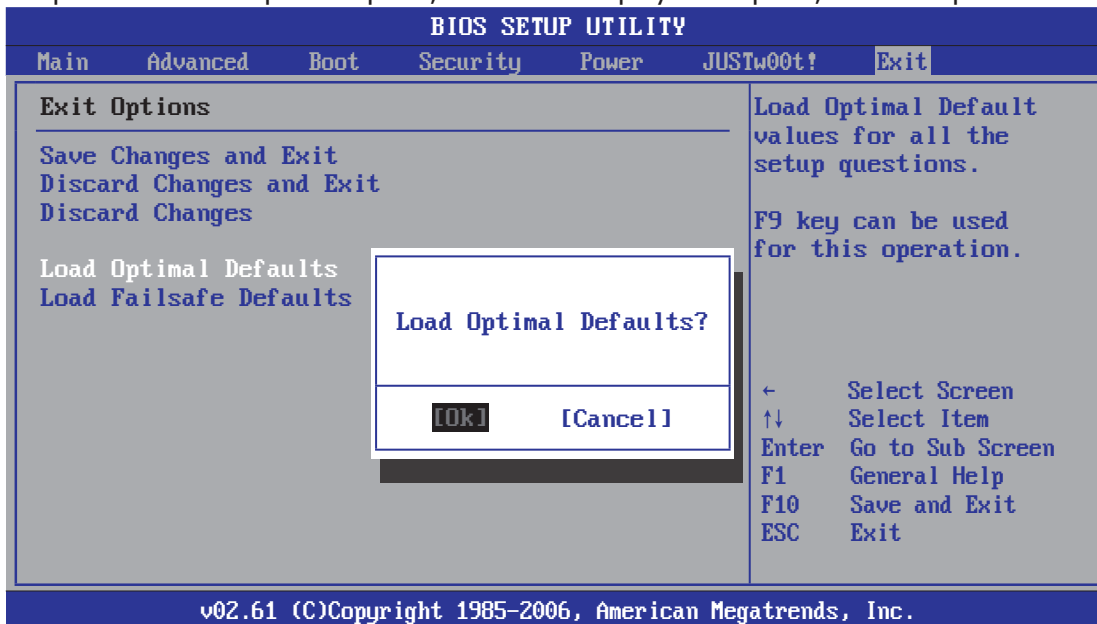 BIOS SETUP UTILITY
Main Advanced Boot Security Power JUSTw00t! Exit
Exit Options
Save Changes and Exit
Discard Changes and Exit
Discard Changes
Load Optimal Defaults
Load Failsafe Defaults
Load Optimal Defaults?
[Ok] [Cancel]
Load Optimal Default
values for all the
setup questions.
F9 key can be used
for this operation.
← Select Screen
↑↓ Select Item
Enter Go to Sub Screen
F1 General Help
F10 Save and Exit
ESC Exit
v02.61 (C)Copyright 1985-2006, American Megatrends, Inc.